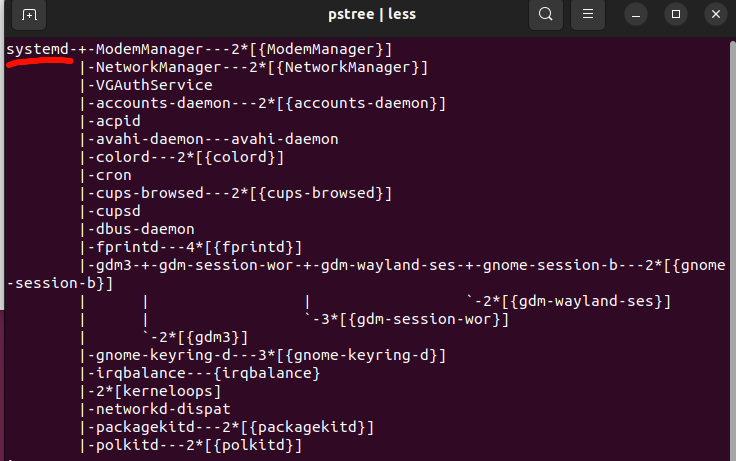 pstree | less
systemd-+-ModemManager---2*[{ModemManager}]
        |-NetworkManager---2*[{NetworkManager}]
        |-VGAuthService
        |-accounts-daemon---2*[{accounts-daemon}]
        |-acpid
        |-avahi-daemon---avahi-daemon
        |-colord---2*[{colord}]
        |-cron
        |-cups-browsed---2*[{cups-browsed}]
        |-cupsd
        |-dbus-daemon
        |-fprintd---4*[{fprintd}]
        |-gdm3-+-gdm-session-wor-+-gdm-wayland-ses-+-gnome-session-b---2*[{gnome
-session-b}]
        |      |                 |                 `-2*[{gdm-wayland-ses}]
        |      |                 `-3*[{gdm-session-wor}]
        |      `-2*[{gdm3}]
        |-gnome-keyring-d---3*[{gnome-keyring-d}]
        |-irqbalance---{irqbalance}
        |-2*[kerneloops]
        |-networkd-dispat
        |-packagekitd---2*[{packagekitd}]
        |-polkitd---2*[{polkitd}]